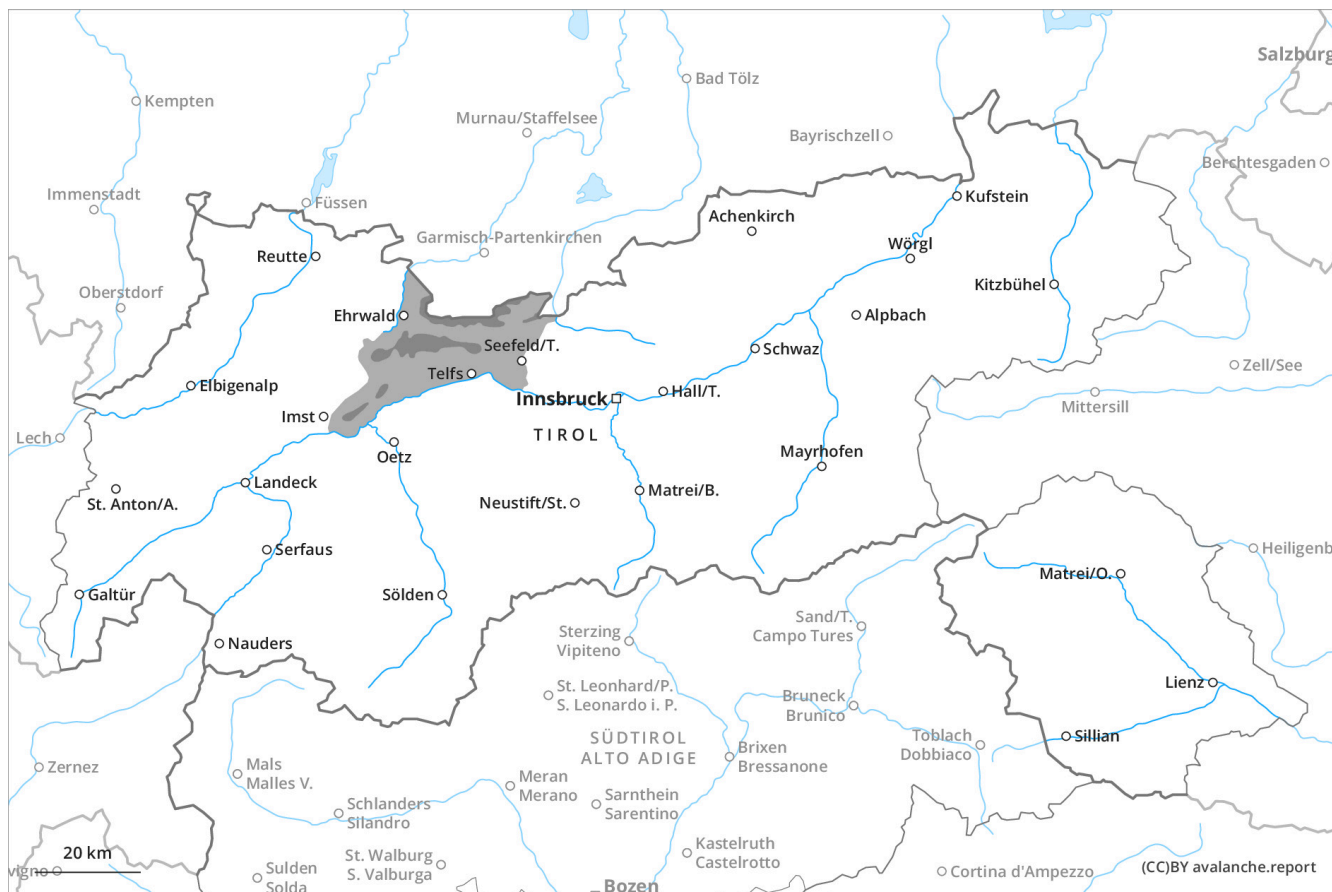 Salzburg
Bad Tölz
Kempten
Murnau/Staffelsee
Bayrischzell
Berchtesgaden
Immenstadt
Füssen
Kufstein
Achenkirch
Garmisch-Partenkirchen
Wörgl
Reutte
Kitzbühel
Oberstdorf
Ehrwald
Alpbach
Seefeld/T.
Schwaz
Zell/See
Telfs
Elbigenalp
Hall/T.
Innsbruck
Mittersill
Imst
Lech
TIROL
Oetz
Mayrhofen
Landeck
Matrei/B.
St. Anton/A.
Neustift/St.
Serfaus
Heiligenb
Matrei/O.
Galtür
Sölden
Sand/T.
Campo Tures
Sterzing
Vipiteno
Nauders
Lienz
St. Leonhard/P.
S. Leonardo i. P.
Bruneck
Brunico
SÜDTIROL
ALTO ADIGE
Toblach
Dobbiaco
Sillian
Brixen
Bressanone
Zernez
Mals
Malles V.
Meran
Merano
Sarnthein
Sarentino
Schlanders
Silandro
Kastelruth
Castelrotto
20 km
St. Walburg
S. Valburga
vigno
Sulden
Solda
Cortina d'Ampezzo
(CC)BY avalanche.report
Bozen